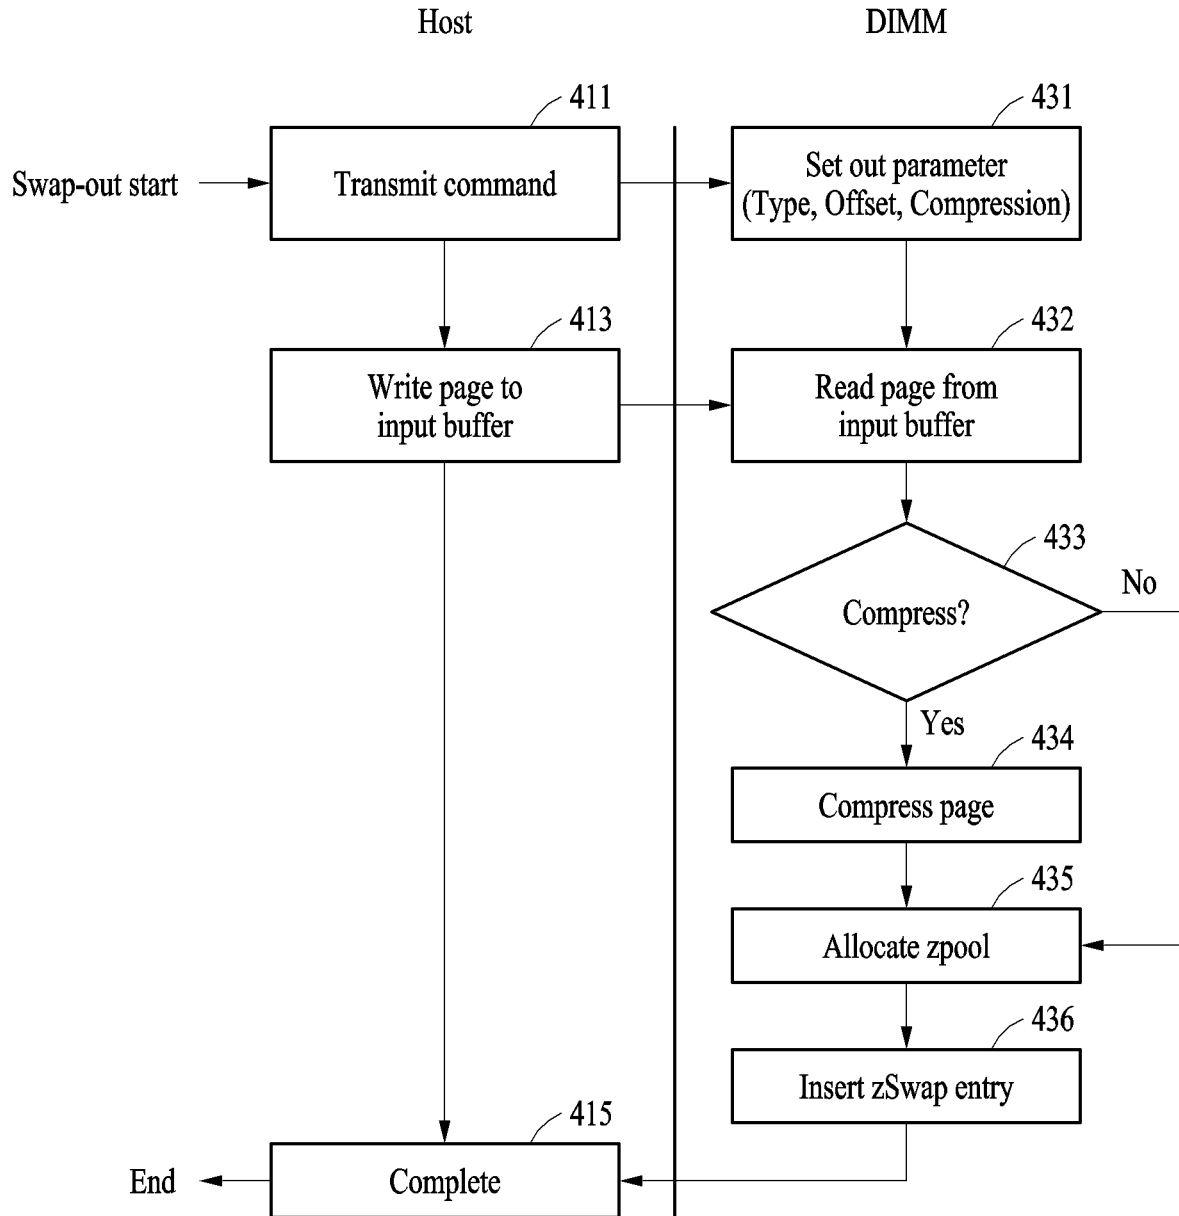 Host
DIMM
411
431
Swap-out start
Transmit command
Set out parameter
(Type, Offset, Compression)
413
432
Write page to
input buffer
Read page from
input buffer
433
Compress?
No
Yes
434
Compress page
435
Allocate zpool
436
Insert zSwap entry
415
End
Complete